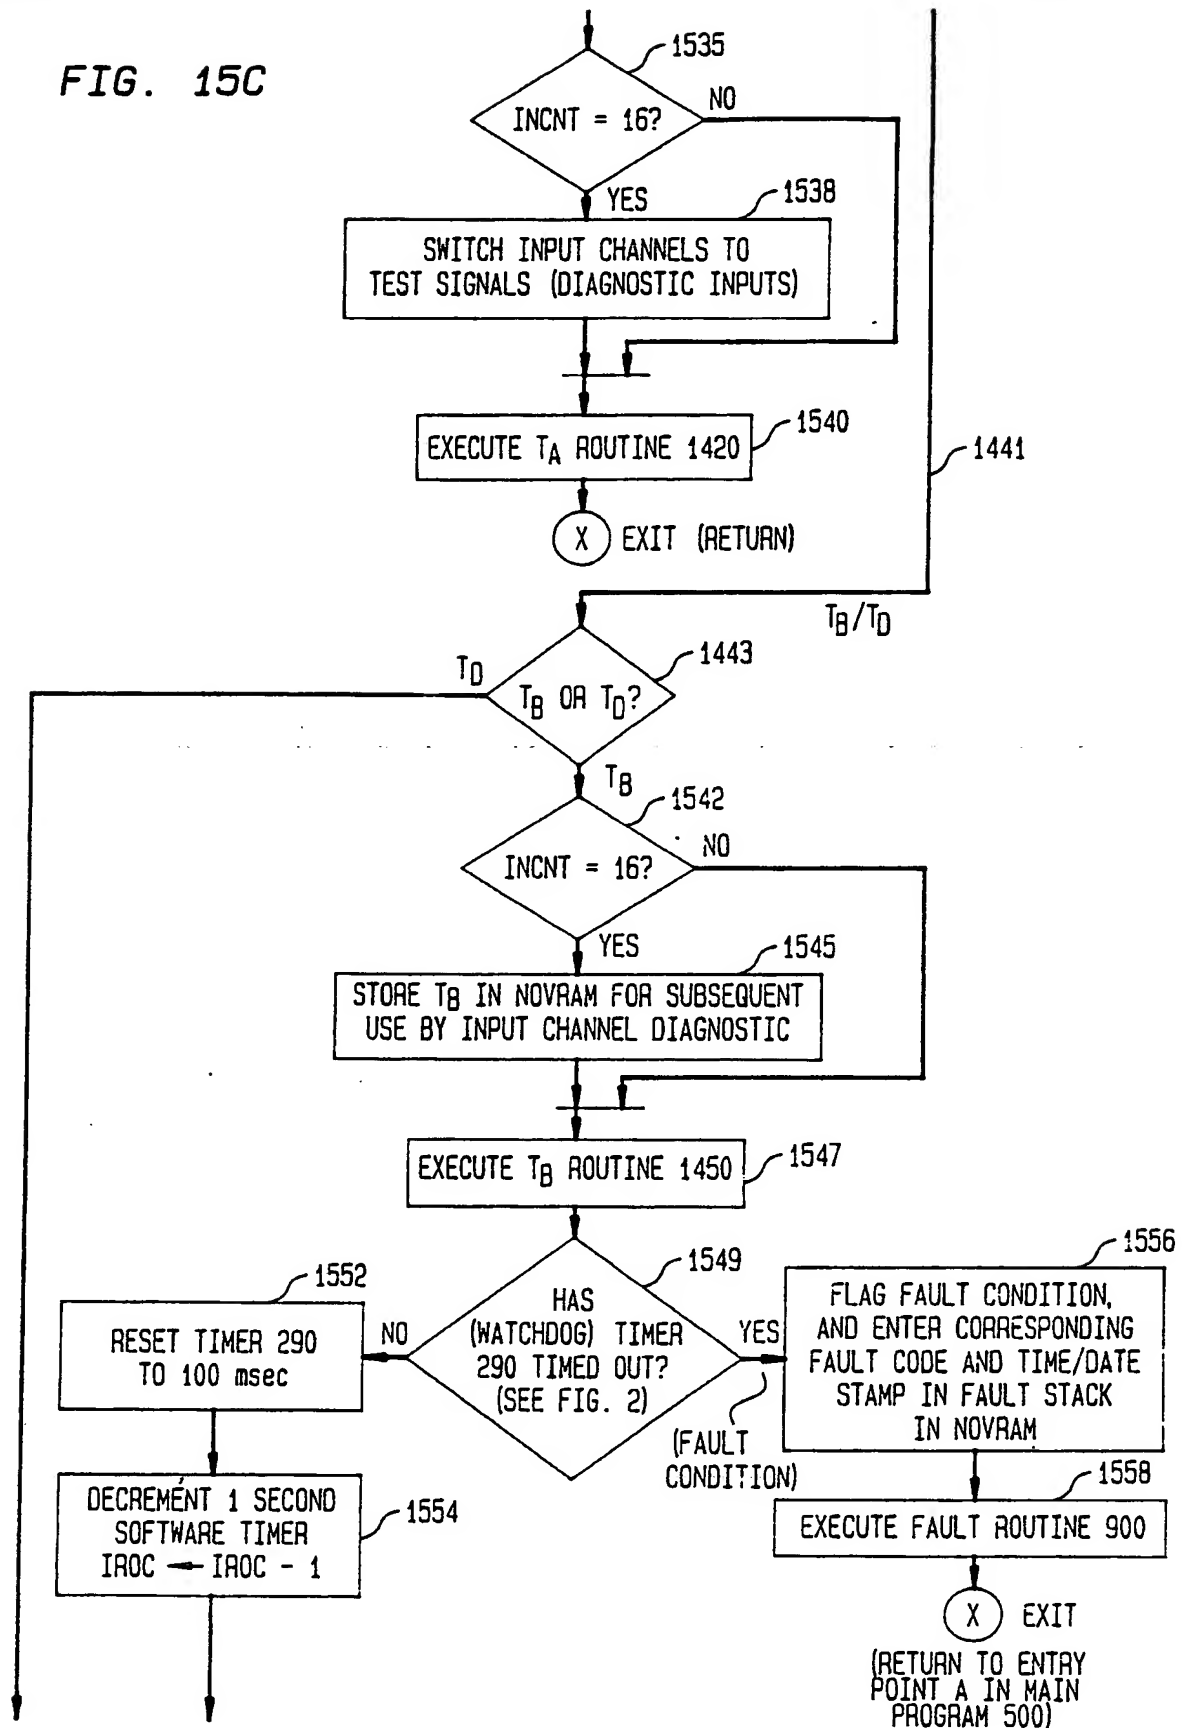 FIG. 15C
1535
INCNT = 16?
NO
YES
1538
SWITCH INPUT CHANNELS TO
TEST SIGNALS (DIAGNOSTIC INPUTS)
1540
EXECUTE TA ROUTINE 1420
1441
X
EXIT (RETURN)
TB/TD
1443
TD
TB OR TD?
TB
1542
INCNT = 16?
NO
YES
1545
STORE TB IN NOVRAM FOR SUBSEQUENT
USE BY INPUT CHANNEL DIAGNOSTIC
1547
EXECUTE TB ROUTINE 1450
1549
HAS
(WATCHDOG) TIMER
290 TIMED OUT?
(SEE FIG. 2)
NO
1552
RESET TIMER 290
TO 100 msec
1554
DECREMENT 1 SECOND
SOFTWARE TIMER
IROC ← IROC - 1
YES
(FAULT
CONDITION)
1556
FLAG FAULT CONDITION,
AND ENTER CORRESPONDING
FAULT CODE AND TIME/DATE
STAMP IN FAULT STACK
IN NOVRAM
1558
EXECUTE FAULT ROUTINE 900
X
EXIT
(RETURN TO ENTRY
POINT A IN MAIN
PROGRAM 500)